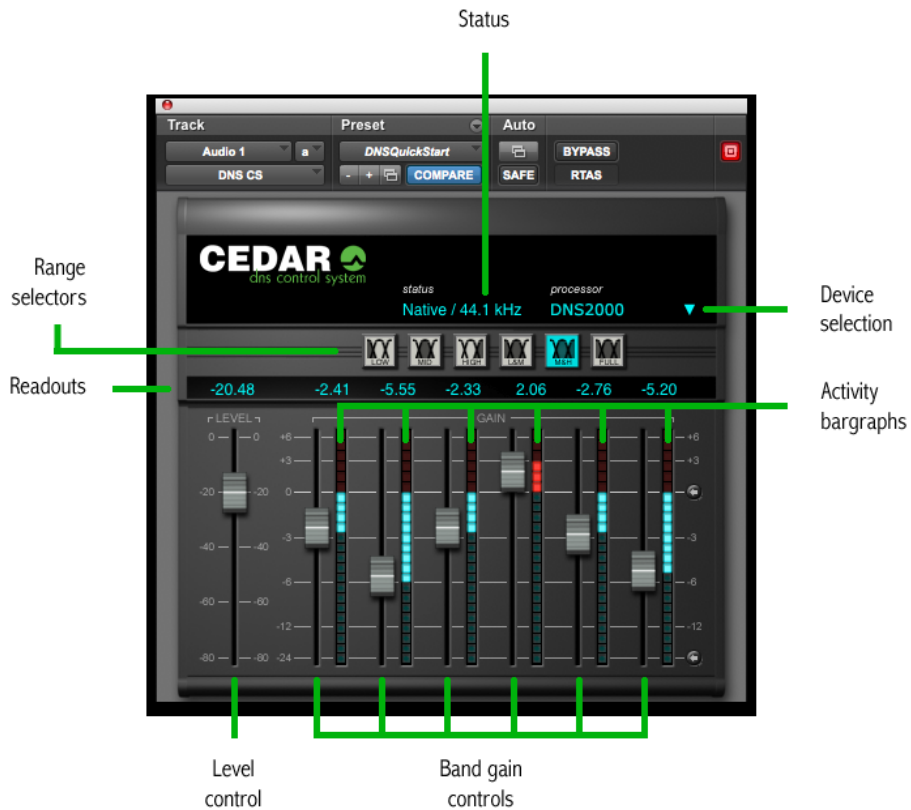 Status
Track Preset Auto
Audio 1 a DNSQuickStart BYPASS
DNS CS - + COMPARE SAFE RTAS
CEDAR
dns control system
status processor
Native / 44.1 kHz DNS2000
Range
selectors
Device
selection
LOW MID HIGH L&M M&H FULL
Readouts
-20.48 -2.41 -5.55 -2.33 2.06 -2.76 -5.20
Activity
bargraphs
LEVEL GAIN
0 0 +6 +6
+3 +3
-20 -20 0 0
-40 -40 -3 -3
-60 -60 -6 -6
-12 -12
-80 -80 -24
Level
control
Band gain
controls